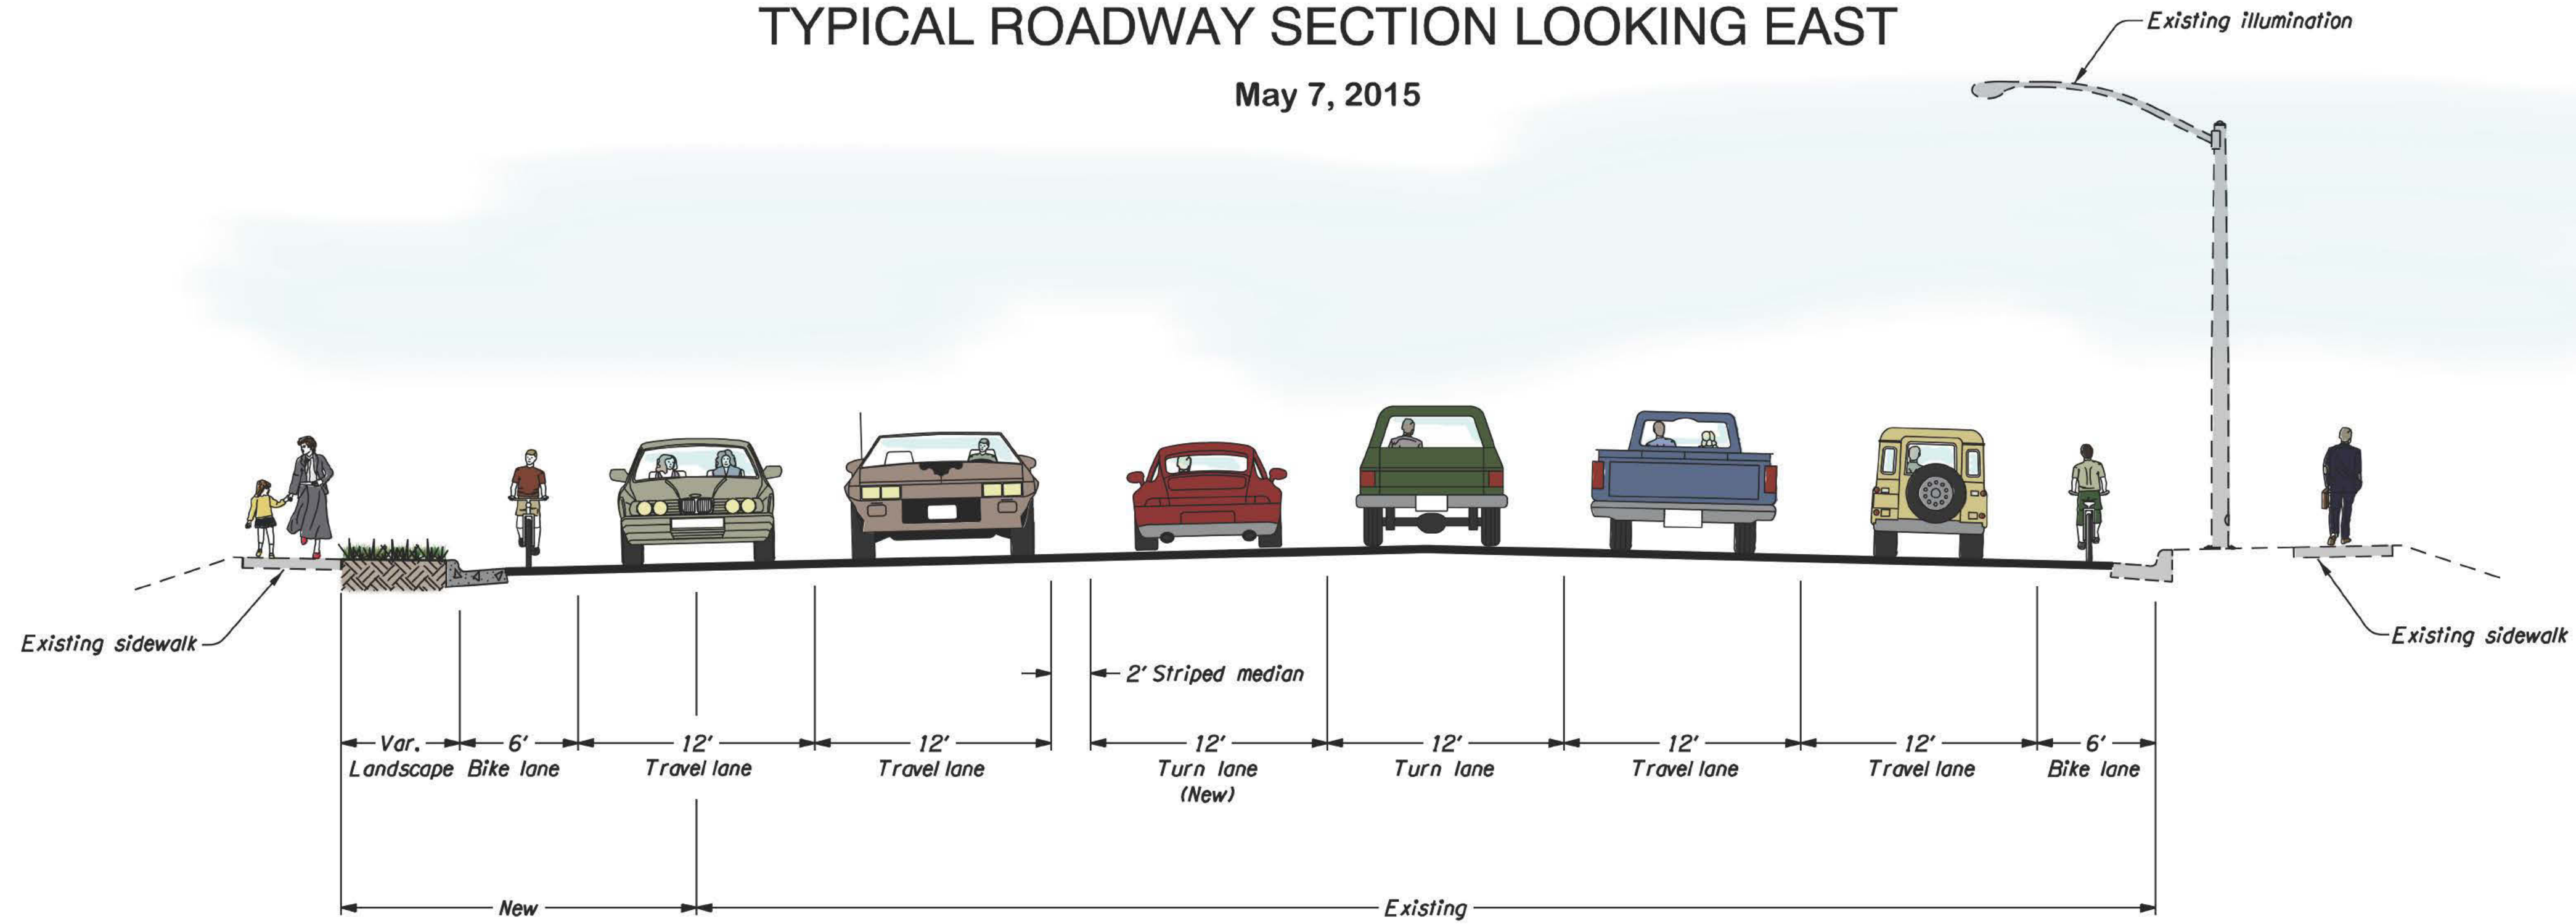 TYPICAL ROADWAY SECTION LOOKING EAST
May 7, 2015
Existing illumination
Existing sidewalk
Existing sidewalk
2' Striped median
Var.
6'
12'
12'
12'
12'
12'
12'
6'
Landscape
Bike lane
Travel lane
Travel lane
Turn lane
(New)
Turn lane
Travel lane
Travel lane
Bike lane
New
Existing